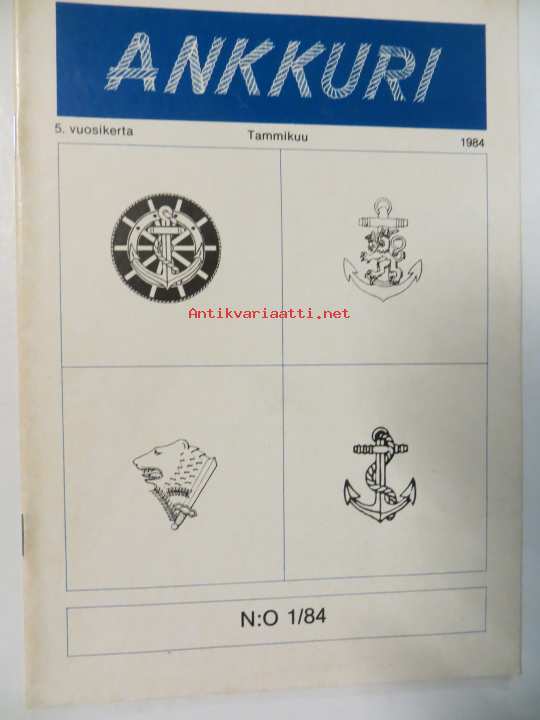 ANKKURI
5. vuosikerta Tammikuu 1984
Antikvariaatti.net
N:O 1/84